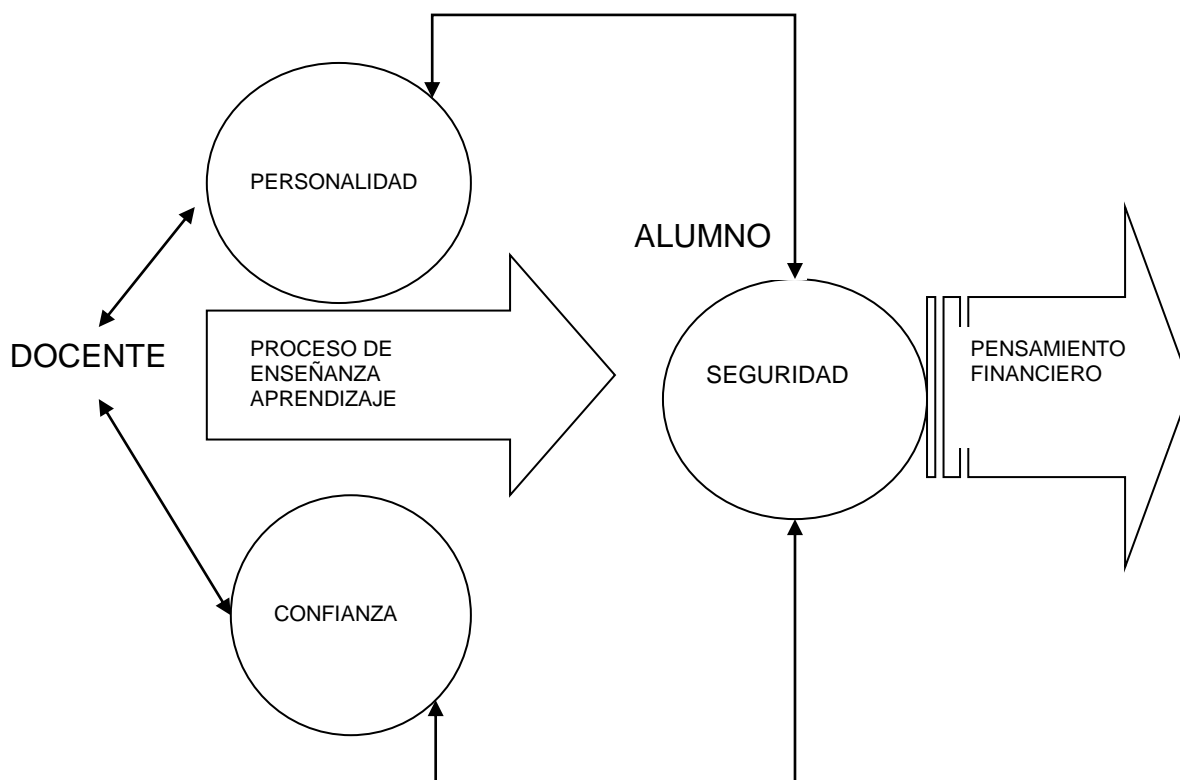 PERSONALIDAD
ALUMNO
DOCENTE
PROCESO DE
ENSEÑANZA
APRENDIZAJE
SEGURIDAD
PENSAMIENTO
FINANCIERO
CONFIANZA